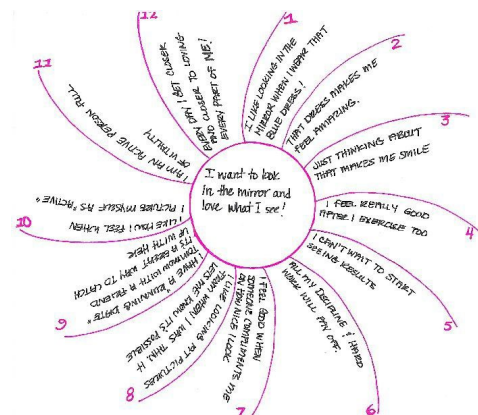 I want to look
in the mirror and
love what I see!
1
I LIKE LOOKING IN THE
MIRROR WHEN I WEAR THAT
BLUE DRESS!
2
THAT DRESS MAKES ME
FEEL AMAZING.
3
JUST THINKING ABOUT
THAT MAKES ME SMILE
4
I FEEL REALLY GOOD
AFTER I EXERCISE TOO
5
I CAN'T WAIT TO START
SEEING RESULTS
6
ALL MY DISCIPLINE & HARD
WORK WILL PAY OFF.
7
I FEEL GOOD WHEN
SOMEONE COMPLIMENTS ME
ON HOW NICE I LOOK
8
I LIKE LOOKING AT PICTURES
FROM WHEN I WAS THIN. IT
LETS ME KNOW IT'S POSSIBLE
9
I HAVE A "RUNNING DATE"
TOMORROW WITH A FRIEND
IT'S A GREAT WAY TO CATCH
UP WITH HER
10
I LIKE HOW I FEEL WHEN
I PICTURE MYSELF AS "ACTIVE"
11
I AM AN ACTIVE PERSON FULL
OF VITALITY
12
EVERY DAY I GET CLOSER
AND CLOSER TO LOVING
EVERY PART OF ME!